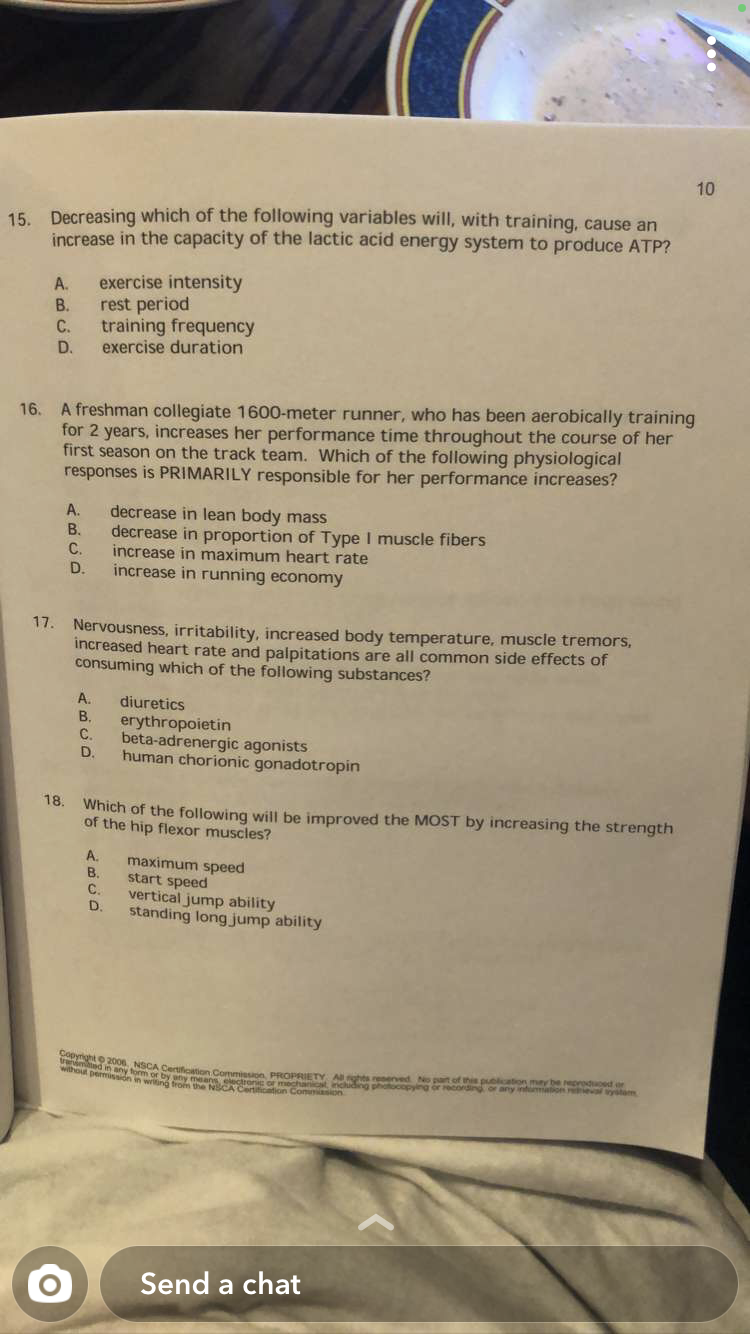 10
15. Decreasing which of the following variables will, with training, cause an
increase in the capacity of the lactic acid energy system to produce ATP?
A. exercise intensity
B. rest period
C. training frequency
D. exercise duration
16. A freshman collegiate 1600-meter runner, who has been aerobically training
for 2 years, increases her performance time throughout the course of her
first season on the track team. Which of the following physiological
responses is PRIMARILY responsible for her performance increases?
A. decrease in lean body mass
B. decrease in proportion of Type I muscle fibers
C. increase in maximum heart rate
D. increase in running economy
17. Nervousness, irritability, increased body temperature, muscle tremors,
increased heart rate and palpitations are all common side effects of
consuming which of the following substances?
A. diuretics
B. erythropoietin
C. beta-adrenergic agonists
D. human chorionic gonadotropin
18. Which of the following will be improved the MOST by increasing the strength
of the hip flexor muscles?
A. maximum speed
B. start speed
C. vertical jump ability
D. standing long jump ability
Copyright © 2006, NSCA Certification Commission, PROPRIETY. All rights reserved. No part of this publication may be reproduced or
transmitted in any form or by any means, electronic or mechanical, including photocopying or recording, or any information retrieval system,
without permission in writing from the NSCA Certification Commission.
Send a chat